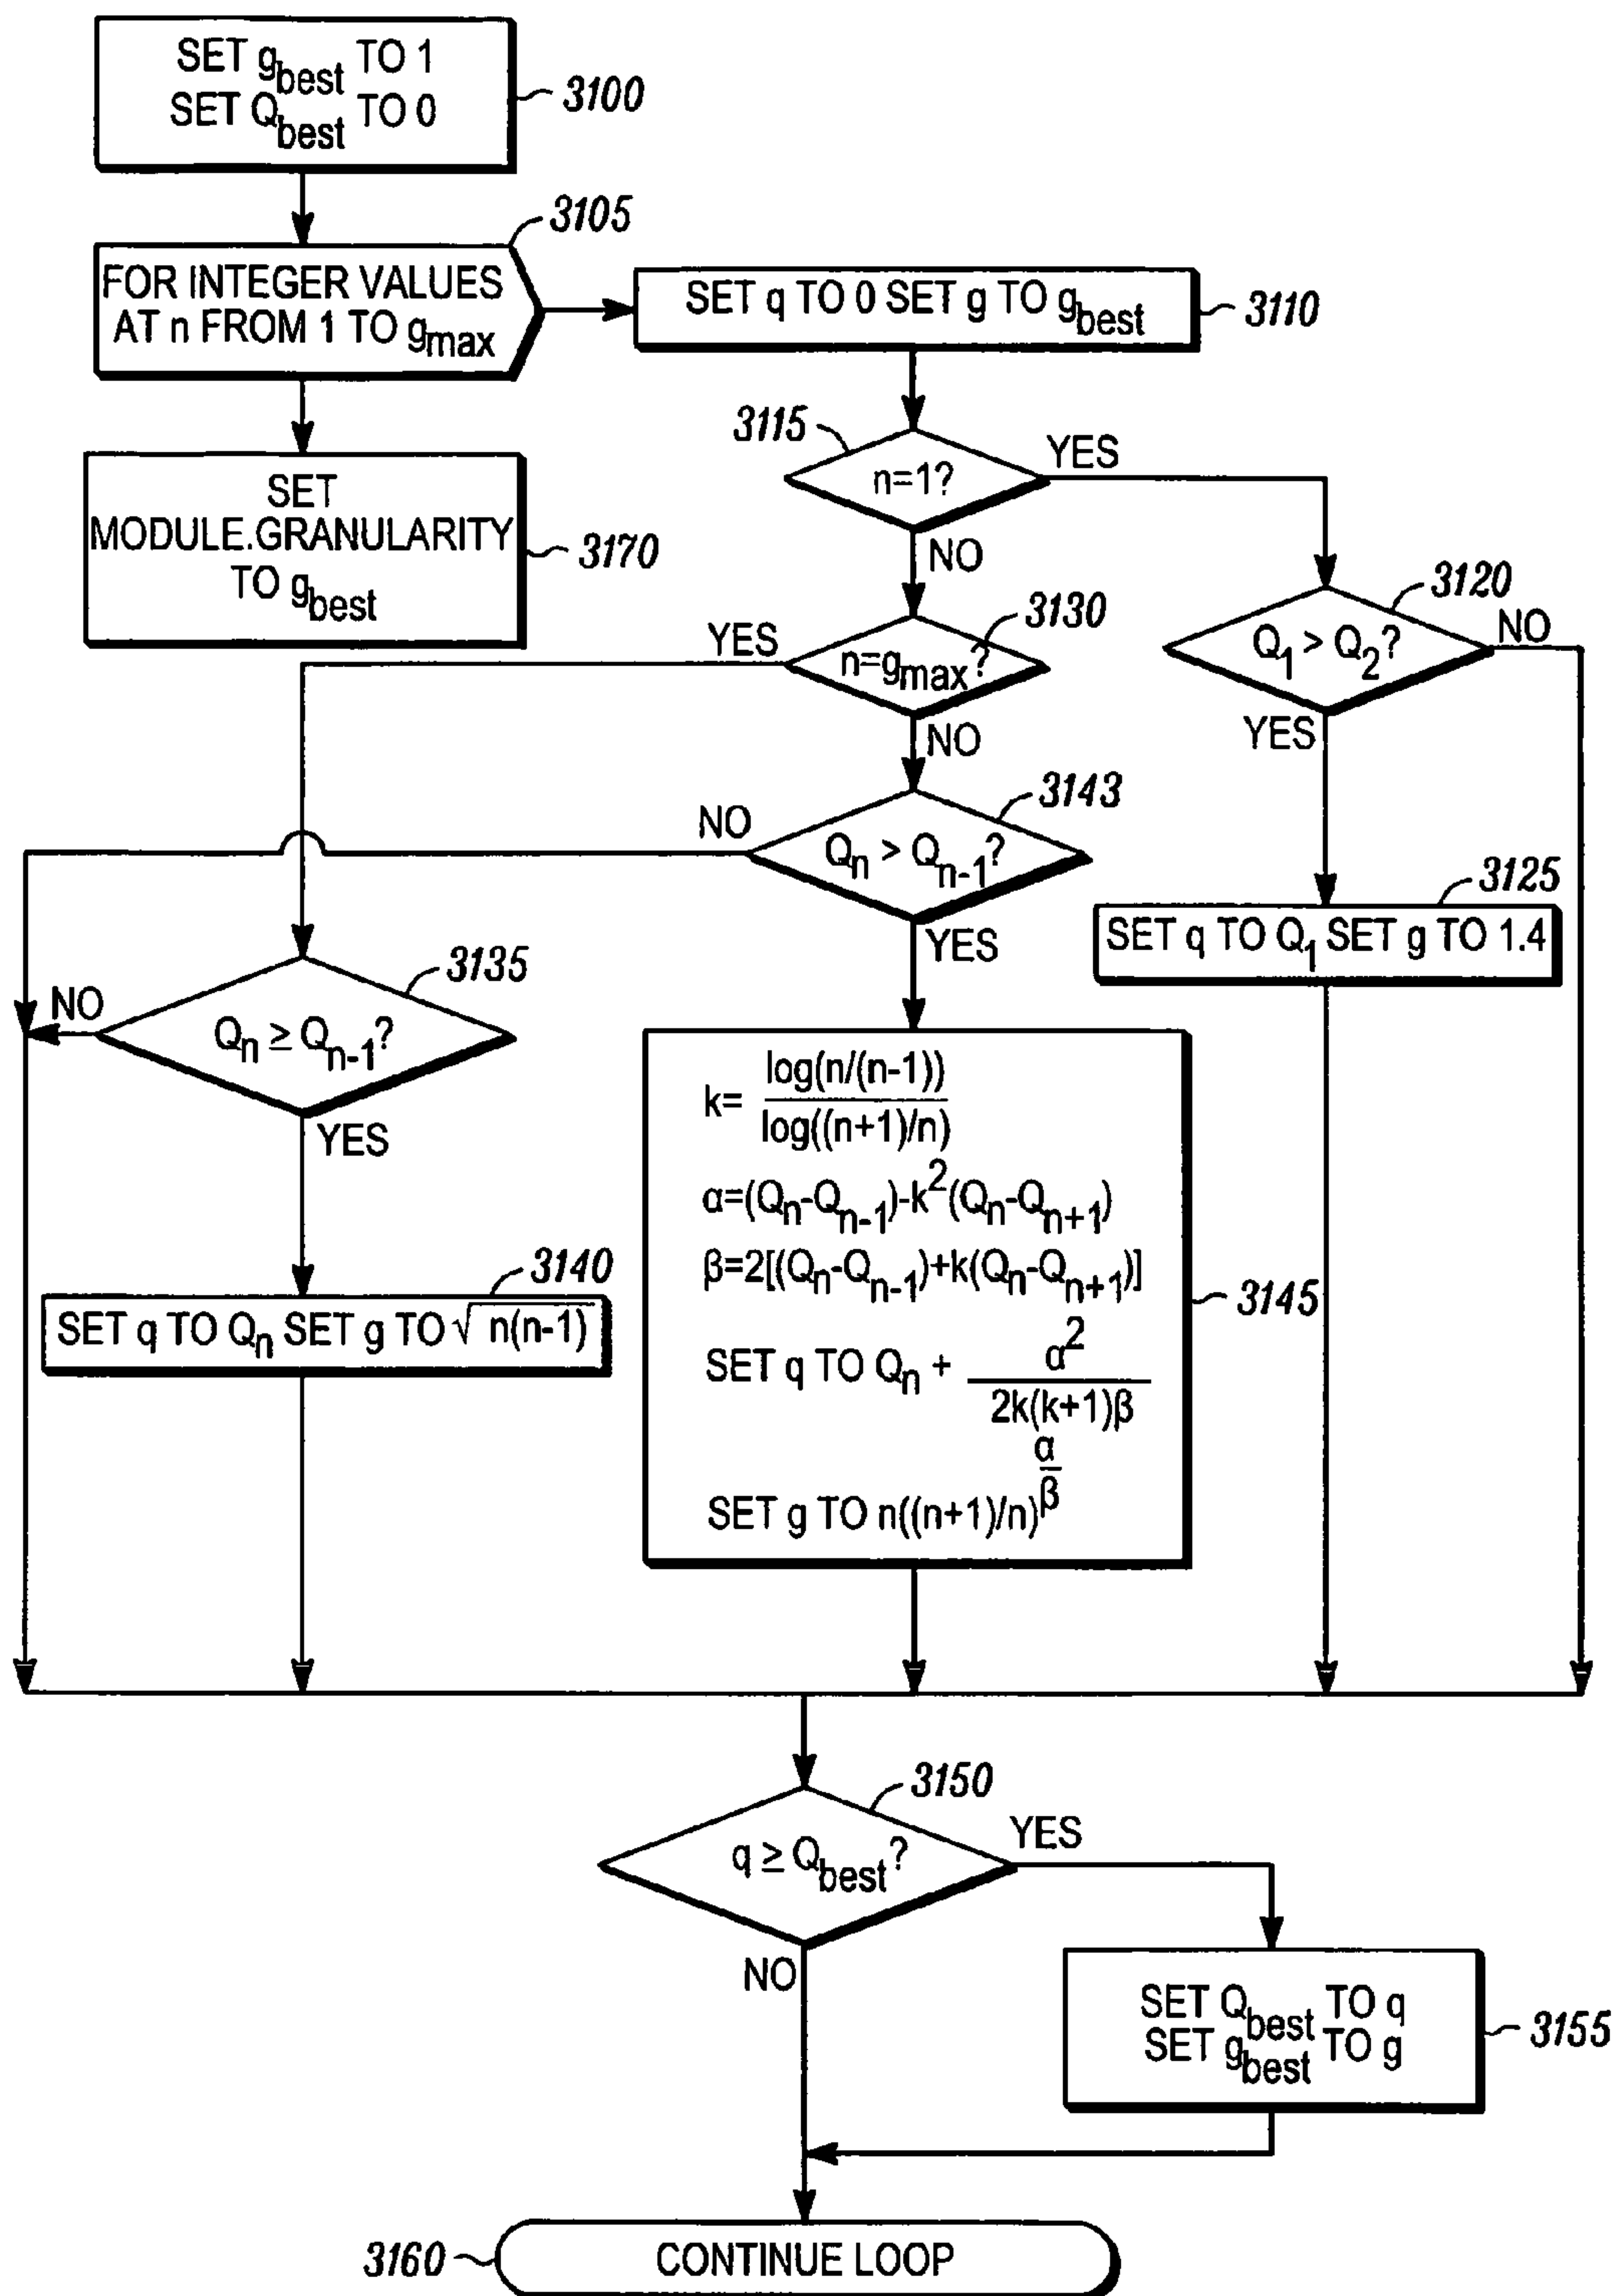 SET g_best TO 1
SET Q_best TO 0
3100
3105
FOR INTEGER VALUES
AT n FROM 1 TO g_max
SET q TO 0 SET g TO g_best
3110
3115
n=1?
YES
NO
SET
MODULE.GRANULARITY
TO g_best
3170
3120
Q_1 > Q_2?
NO
YES
3130
n=g_max?
YES
NO
3143
Q_n > Q_n-1?
NO
YES
3125
SET q TO Q_1 SET g TO 1.4
3135
NO
Q_n ≥ Q_n-1?
YES
3140
SET q TO Q_n SET g TO √n(n-1)
k= log(n/(n-1)) / log((n+1)/n)
α=(Q_n-Q_n-1)-k^2(Q_n-Q_n+1)
β=2[(Q_n-Q_n-1)+k(Q_n-Q_n+1)]
SET q TO Q_n + α^2 / 2k(k+1)β
SET g TO n((n+1)/n)^α/β
3145
3150
q ≥ Q_best?
YES
NO
SET Q_best TO q
SET g_best TO g
3155
3160
CONTINUE LOOP